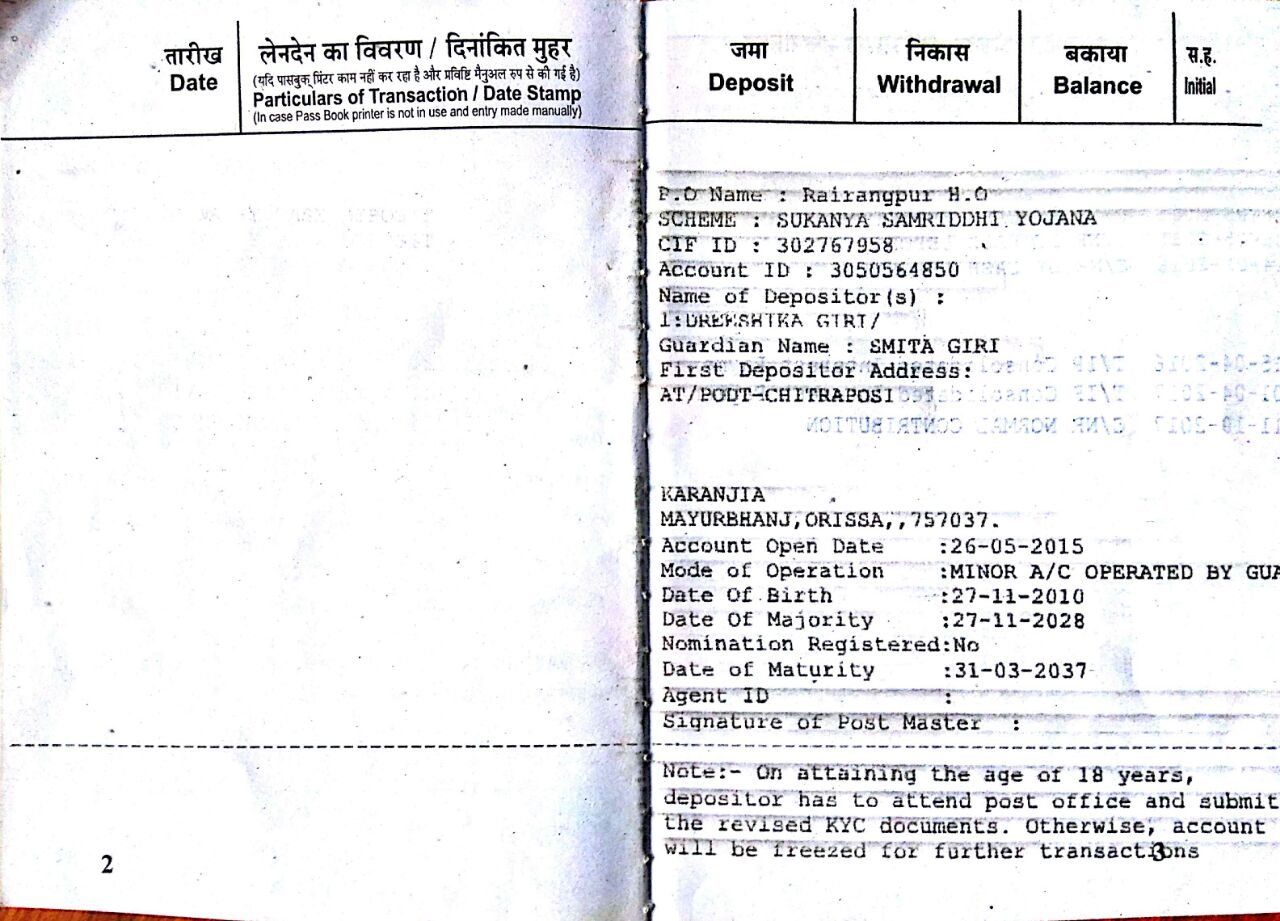 तारीख
Date
लेनदेन का विवरण / दिनांकित मुहर
(यदि पासबुक प्रिंटर काम नहीं कर रहा है और प्रविष्टि मैनुअल रुप से की गई है)
Particulars of Transaction / Date Stamp
(In case Pass Book printer is not in use and entry made manually)
2
जमा
Deposit
निकास
Withdrawal
बकाया
Balance
स.ह.
Initial
P.O Name : Rairangpur H.O
SCHEME : SUKANYA SAMRIDDHI YOJANA
CIF ID : 302767958
Account ID : 3050564850
Name of Depositor(s) :
GIRI/
Guardian Name : SMITA GIRI
First Depositor Address:
AT/PODT-CHITRAPOSI
KARANJIA
MAYURBHANJ,ORISSA,,757037.
Account Open Date :26-05-2015
Mode of Operation :MINOR A/C OPERATED BY GUA
Date Of Birth :27-11-2010
Date Of Majority :27-11-2028
Nomination Registered:No
Date of Maturity :31-03-2037
Agent ID :
Signature of Post Master :
Note:- On attaining the age of 18 years,
depositor has to attend post office and submit
the revised KYC documents. Otherwise, account
will be freezed for further transactions
3